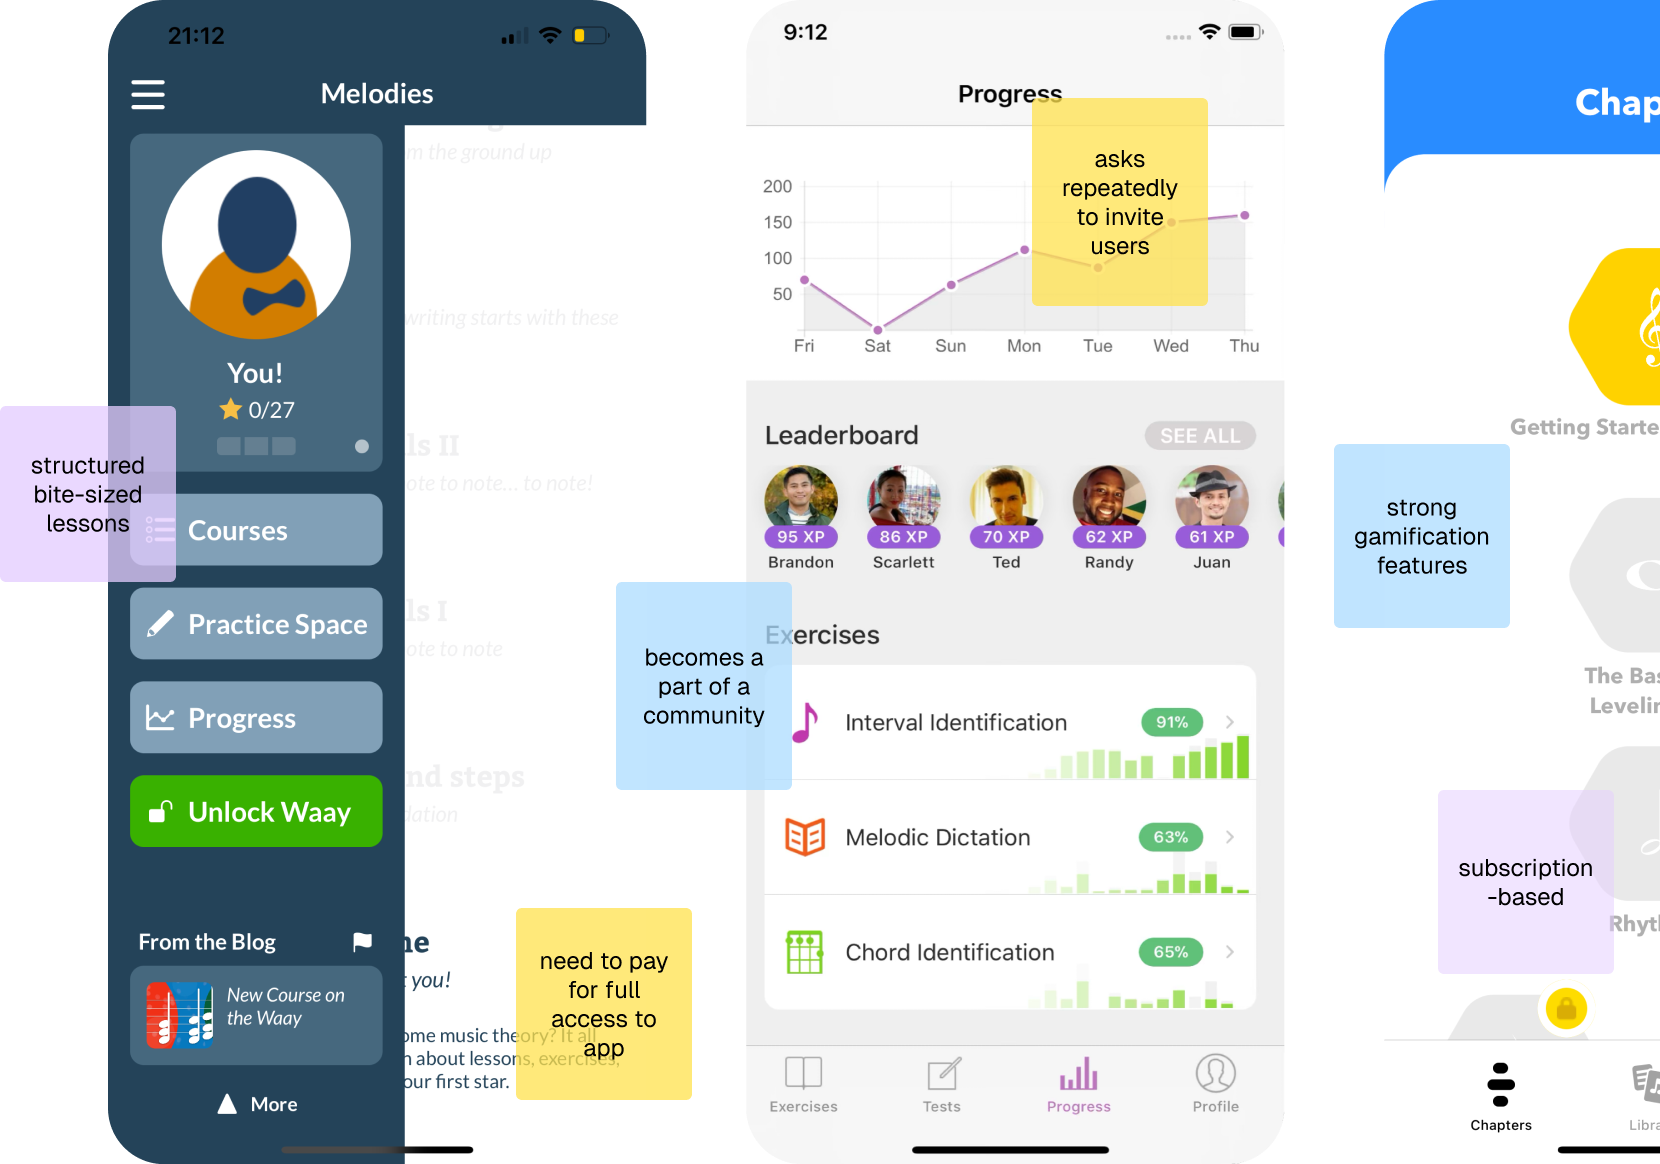 21:12
Melodies
m the ground up
writing starts with these
You!
0/27
ls II
ote to note... to note!
structured
bite-sized
lessons
Courses
ls I
ote to note
Practice Space
Progress
nd steps
dation
Unlock Waay
From the Blog
ne
New Course on
the Waay
t you!
ome music theory? It all
n about lessons, exercises,
our first star.
More
need to pay
for full
access to
app
9:12
Progress
asks
repeatedly
to invite
users
200
150
100
50
Fri Sat Sun Mon Tue Wed Thu
Leaderboard SEE ALL
95 XP 86 XP 70 XP 62 XP 61 XP
Brandon Scarlett Ted Randy Juan
becomes a
part of a
community
Exercises
Interval Identification 91%
Melodic Dictation 63%
Chord Identification 65%
Exercises Tests Progress Profile
Chap
Getting Starte
strong
gamification
features
The Bas
Levelin
subscription
-based
Rhyt
Chapters Libra